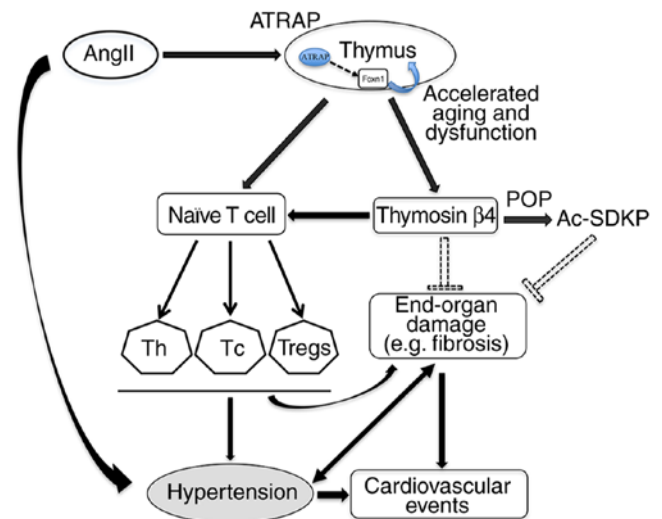 ATRAP
AngII
ATRAP
Thymus
Foxn1
Accelerated
aging and
dysfunction
Naïve T cell
Thymosin β4
POP
Ac-SDKP
End-organ
damage
(e.g. fibrosis)
Th
Tc
Tregs
Hypertension
Cardiovascular
events